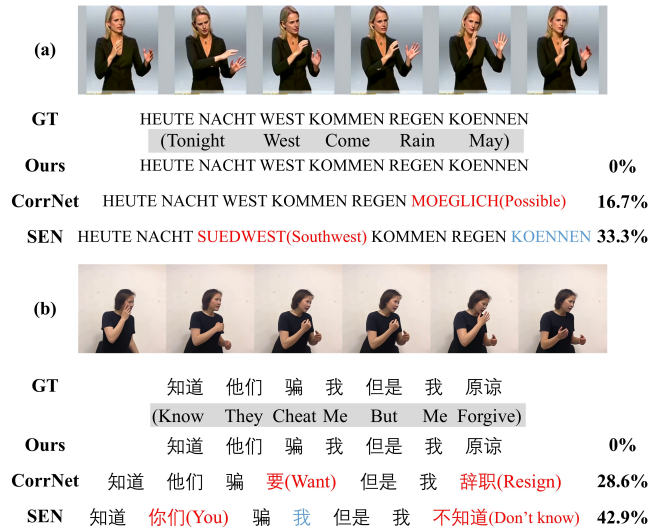 (a)
GT HEUTE NACHT WEST KOMMEN REGEN KOENNEN
(Tonight West Come Rain May)
Ours HEUTE NACHT WEST KOMMEN REGEN KOENNEN 0%
CorrNet HEUTE NACHT WEST KOMMEN REGEN MOEGLICH(Possible) 16.7%
SEN HEUTE NACHT SUEDWEST(Southwest) KOMMEN REGEN KOENNEN 33.3%
(b)
GT 知道 他们 骗 我 但是 我 原谅
(Know They Cheat Me But Me Forgive)
Ours 知道 他们 骗 我 但是 我 原谅 0%
CorrNet 知道 他们 骗 要(Want) 但是 我 辞职(Resign) 28.6%
SEN 知道 你们(You) 骗 我 但是 我 不知道(Don't know) 42.9%